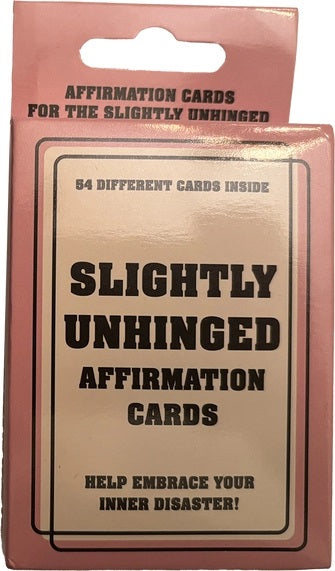 AFFIRMATION CARDS
FOR THE SLIGHTLY UNHINGED
54 DIFFERENT CARDS INSIDE
SLIGHTLY
UNHINGED
AFFIRMATION
CARDS
HELP EMBRACE YOUR
INNER DISASTER!